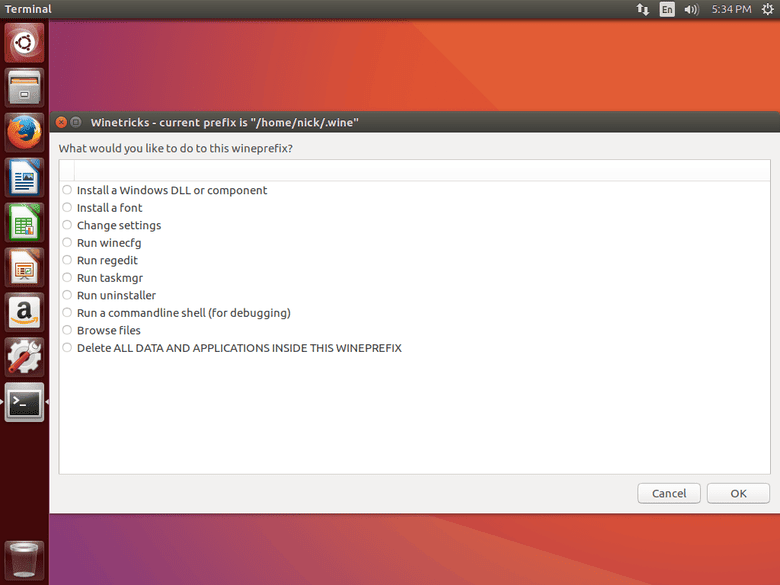 Terminal
En
5:34 PM
Winetricks - current prefix is "/home/nick/.wine"
What would you like to do to this wineprefix?
Install a Windows DLL or component
Install a font
Change settings
Run winecfg
Run regedit
Run taskmgr
Run uninstaller
Run a commandline shell (for debugging)
Browse files
Delete ALL DATA AND APPLICATIONS INSIDE THIS WINEPREFIX
Cancel
OK
a
>_